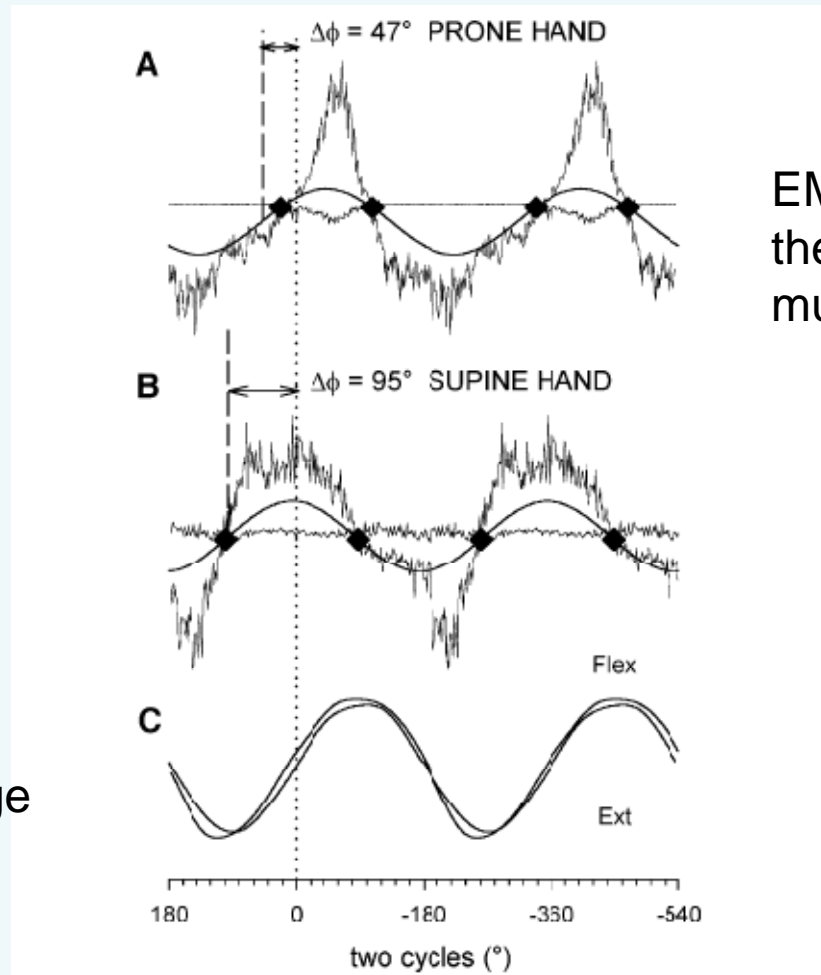 Δϕ = 47° PRONE HAND
A
EM
the
mu
Δϕ = 95° SUPINE HAND
B
Flex
C
ge
Ext
180 0 -180 -360 -540
two cycles (°)